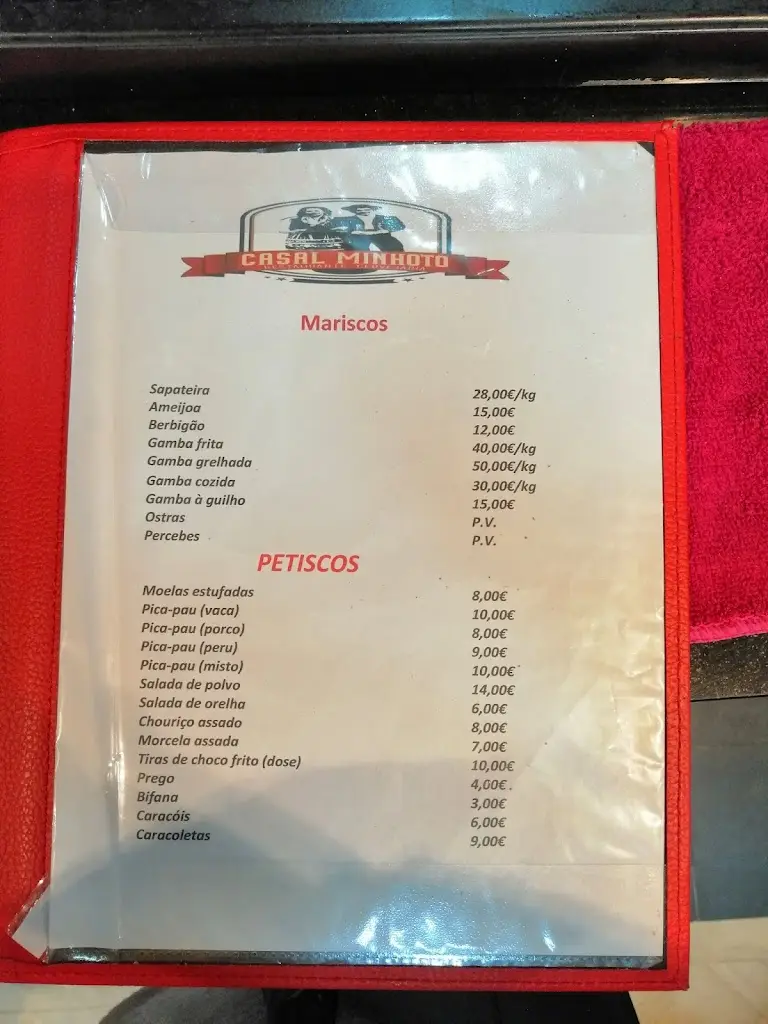 CASAL MINHOTO
RESTAURANTE CERVEJARIA
Mariscos
Sapateira 28,00€/kg
Ameijoa 15,00€
Berbigão 12,00€
Gamba frita 40,00€/kg
Gamba grelhada 50,00€/kg
Gamba cozida 30,00€/kg
Gamba à guilho 15,00€
Ostras P.V.
Percebes P.V.
PETISCOS
Moelas estufadas 8,00€
Pica-pau (vaca) 10,00€
Pica-pau (porco) 8,00€
Pica-pau (peru) 9,00€
Pica-pau (misto) 10,00€
Salada de polvo 14,00€
Salada de orelha 6,00€
Chouriço assado 8,00€
Morcela assada 7,00€
Tiras de choco frito (dose) 10,00€
Prego 4,00€.
Bifana 3,00€
Caracóis 6,00€
Caracoletas 9,00€